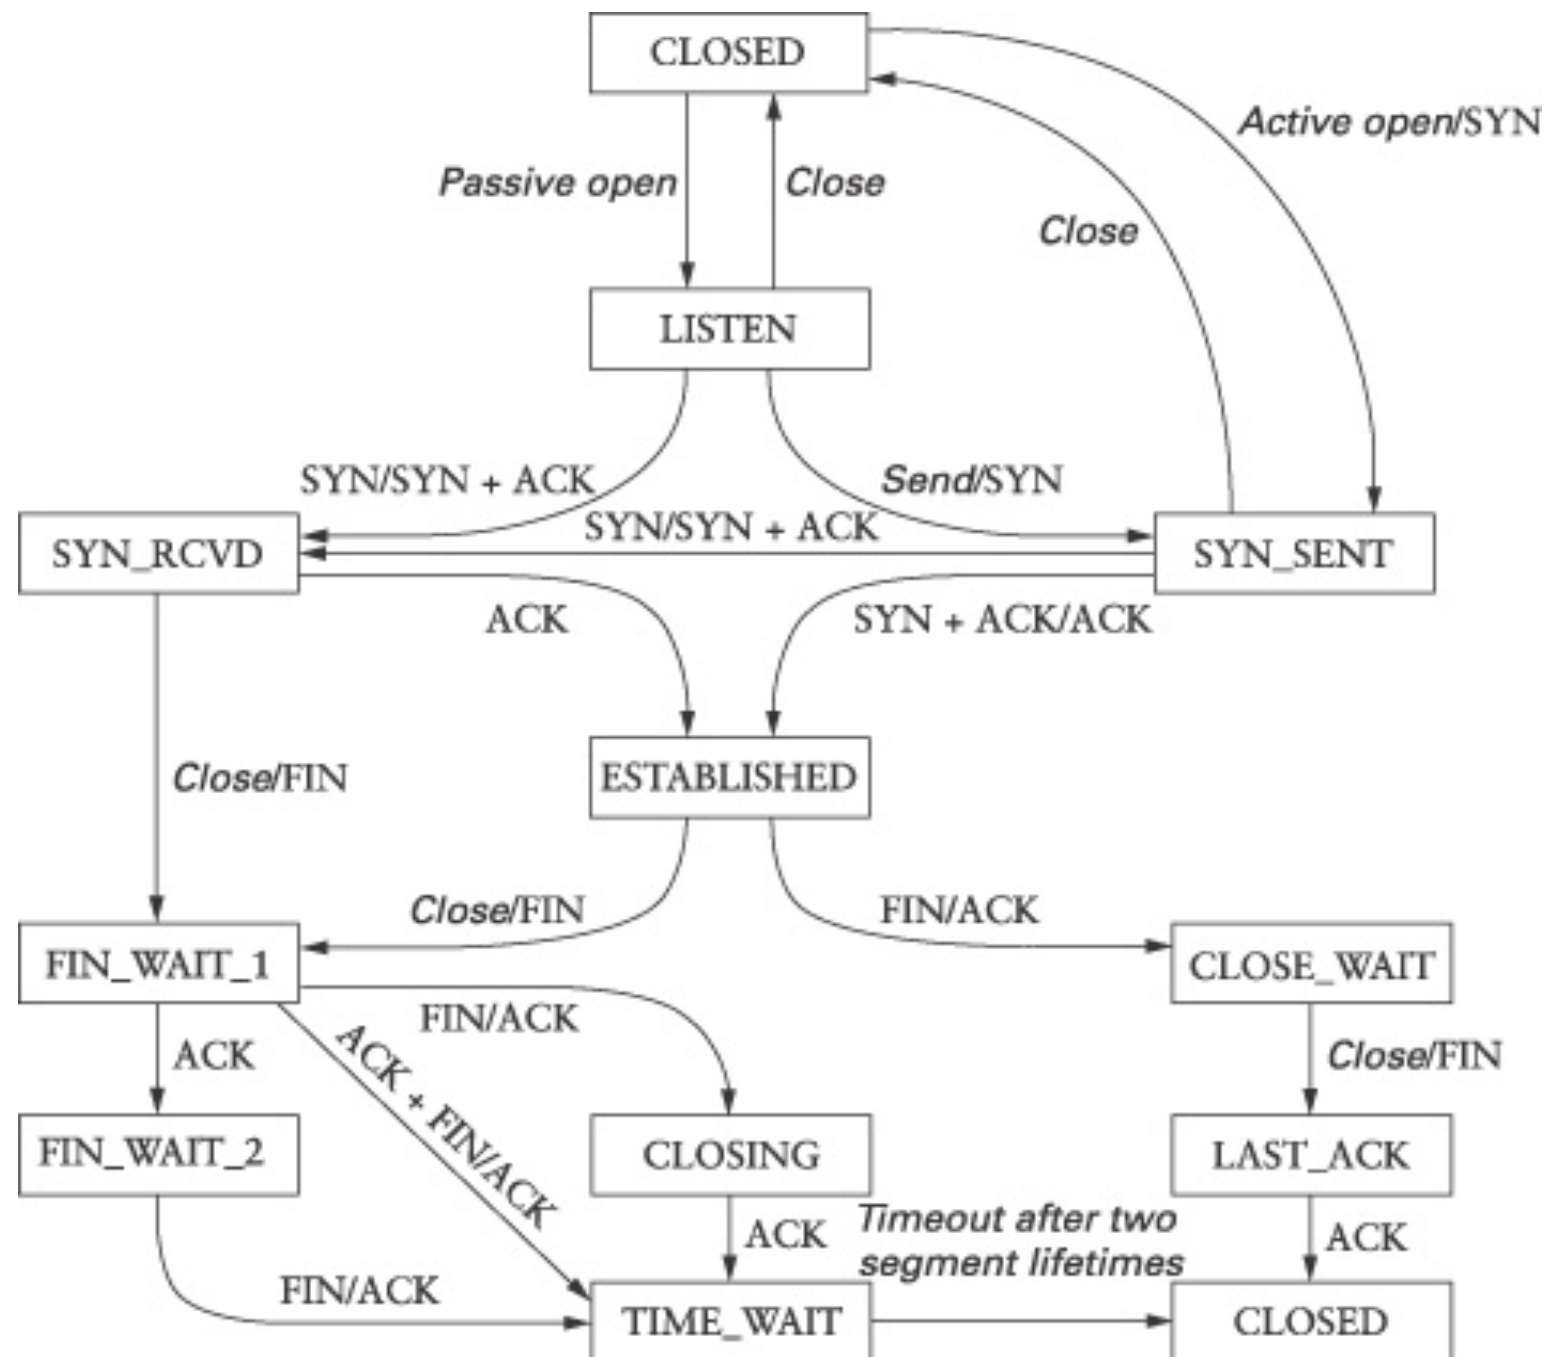 CLOSED
Active open/SYN
Passive open
Close
Close
LISTEN
SYN/SYN + ACK
Send/SYN
SYN/SYN + ACK
SYN_RCVD
SYN_SENT
ACK
SYN + ACK/ACK
Close/FIN
ESTABLISHED
Close/FIN
FIN/ACK
FIN_WAIT_1
CLOSE_WAIT
FIN/ACK
ACK
ACK + FIN/ACK
Close/FIN
FIN_WAIT_2
CLOSING
LAST_ACK
ACK
Timeout after two
segment lifetimes
ACK
FIN/ACK
TIME_WAIT
CLOSED